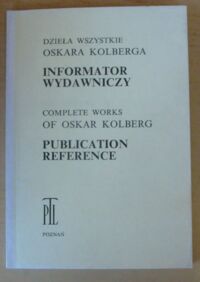 DZIEŁA WSZYSTKIE
OSKARA KOLBERGA
INFORMATOR
WYDAWNICZY
COMPLETE WORKS
OF OSKAR KOLBERG
PUBLICATION
REFERENCE
PTL
POZNAŃ